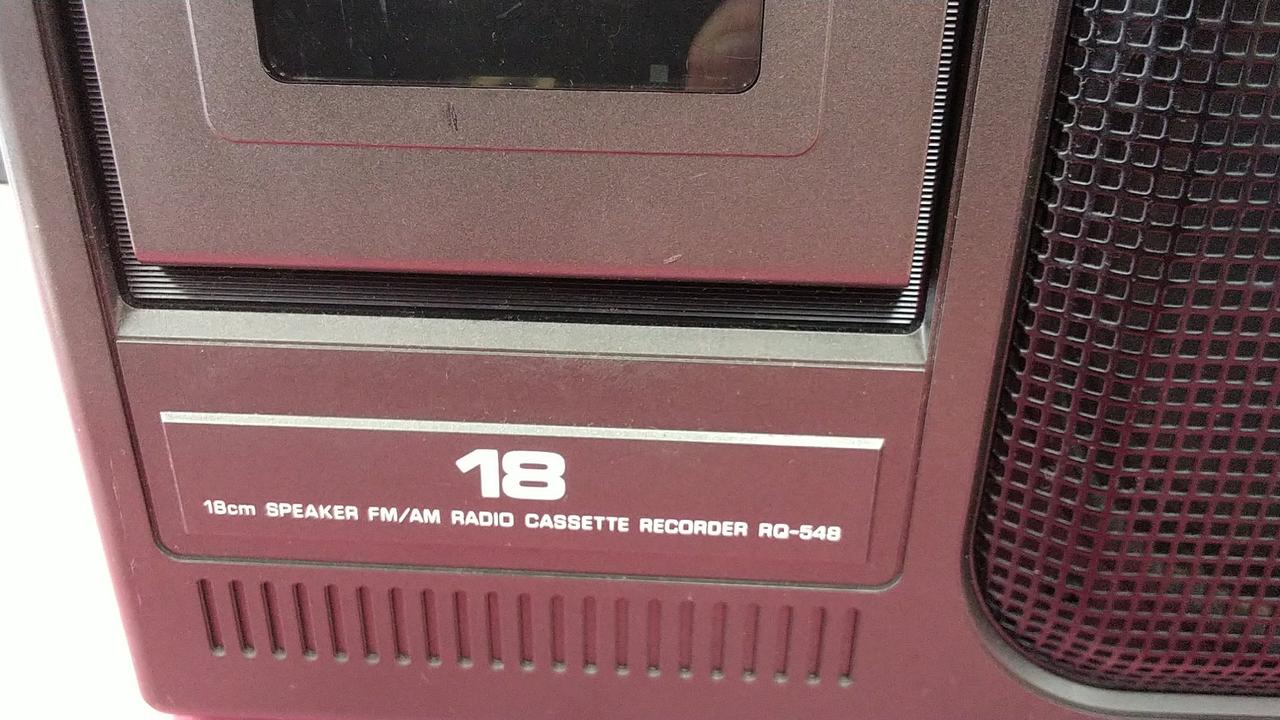 18
18cm SPEAKER FM/AM RADIO CASSETTE RECORDER RQ-548